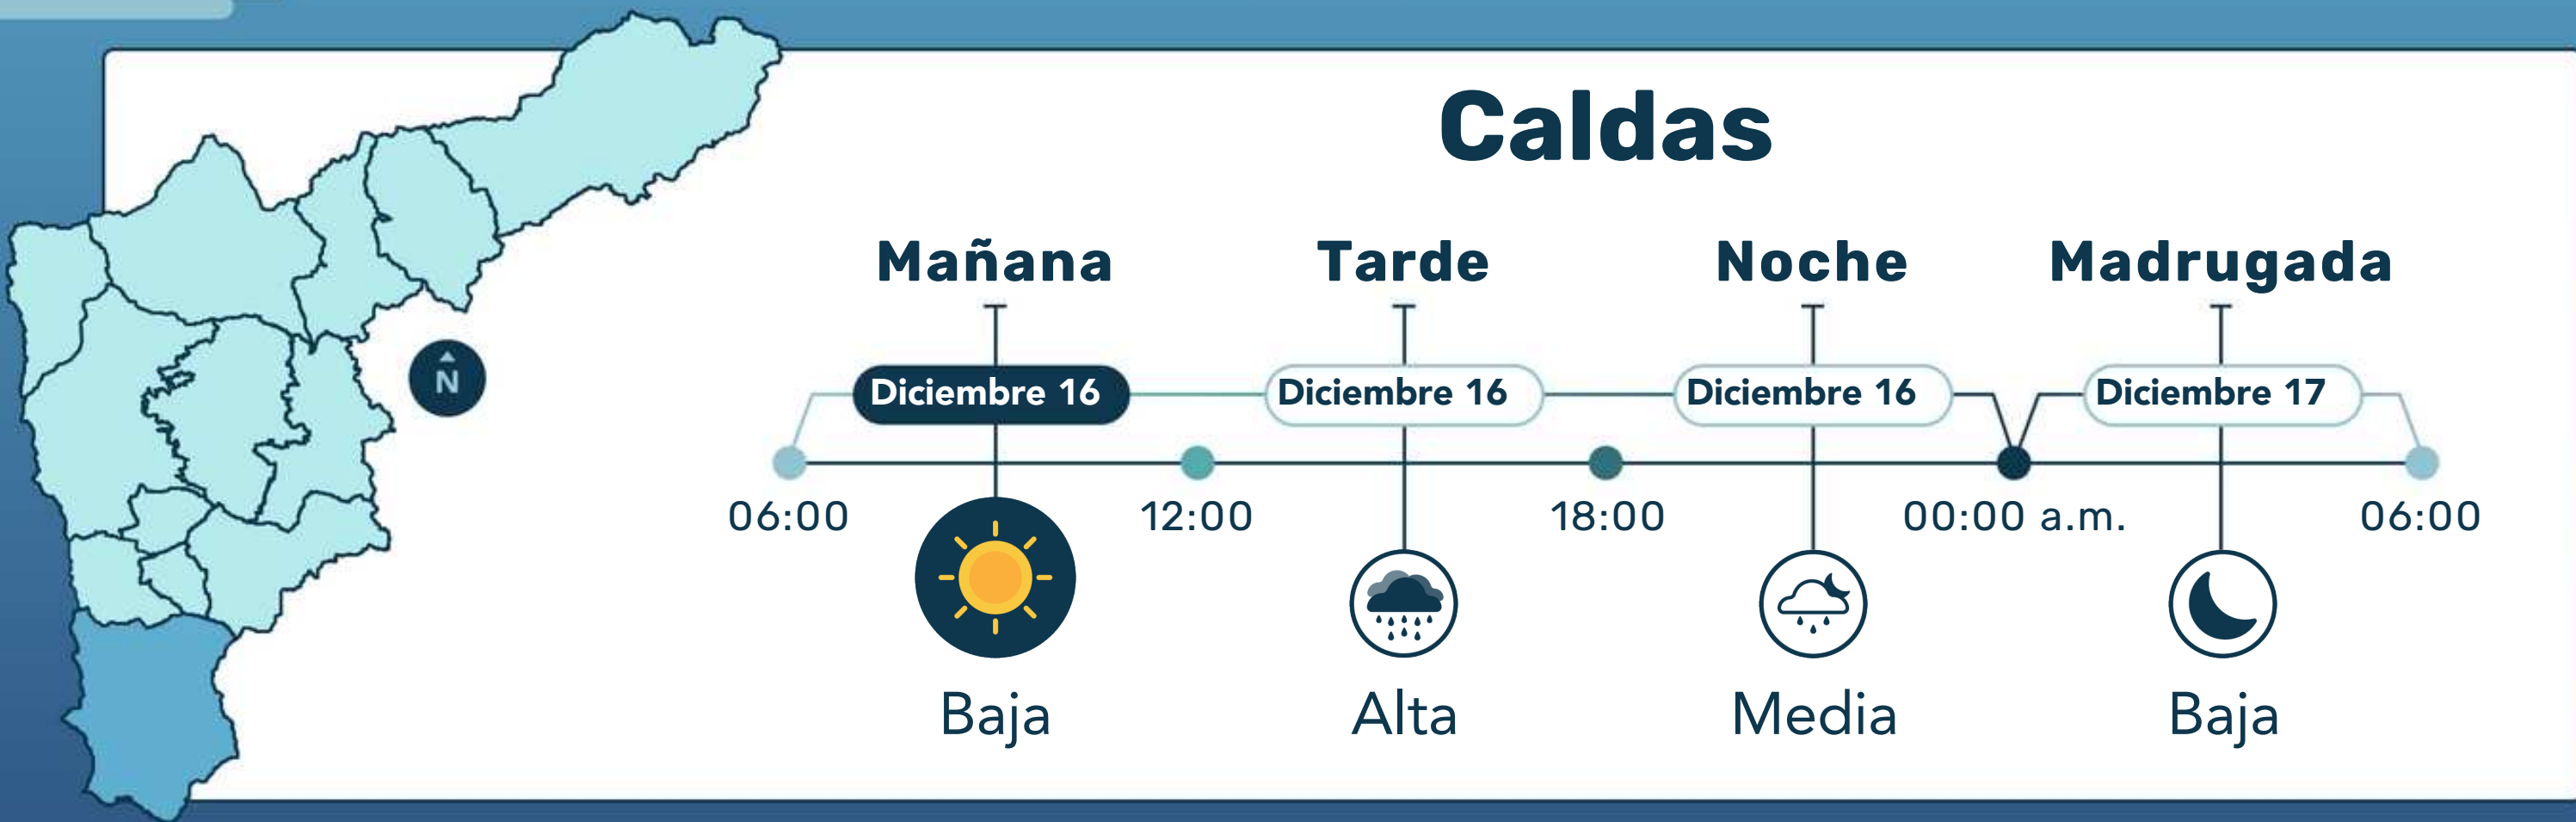 Caldas
Mañana Tarde Noche Madrugada
Diciembre 16 Diciembre 16 Diciembre 16 Diciembre 17
N
06:00 12:00 18:00 00:00 a.m. 06:00
Baja Alta Media Baja